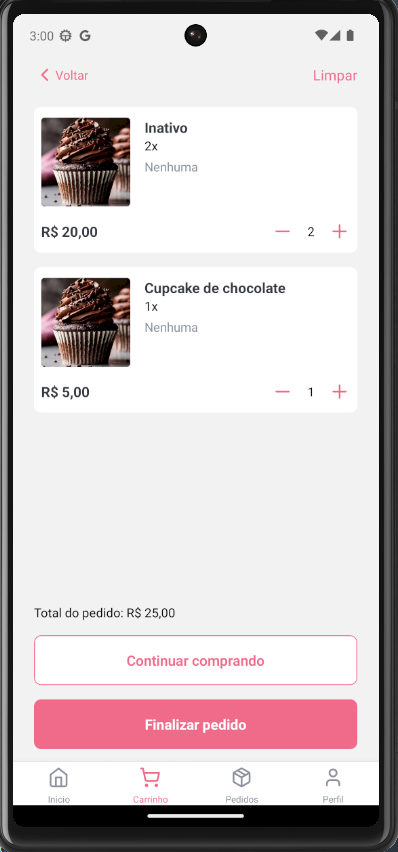 3:00
Voltar
Limpar
Inativo
2x
Nenhuma
R$ 20,00
2
Cupcake de chocolate
1x
Nenhuma
R$ 5,00
1
Total do pedido: R$ 25,00
Continuar comprando
Finalizar pedido
Inicio
Carrinho
Pedidos
Perfil